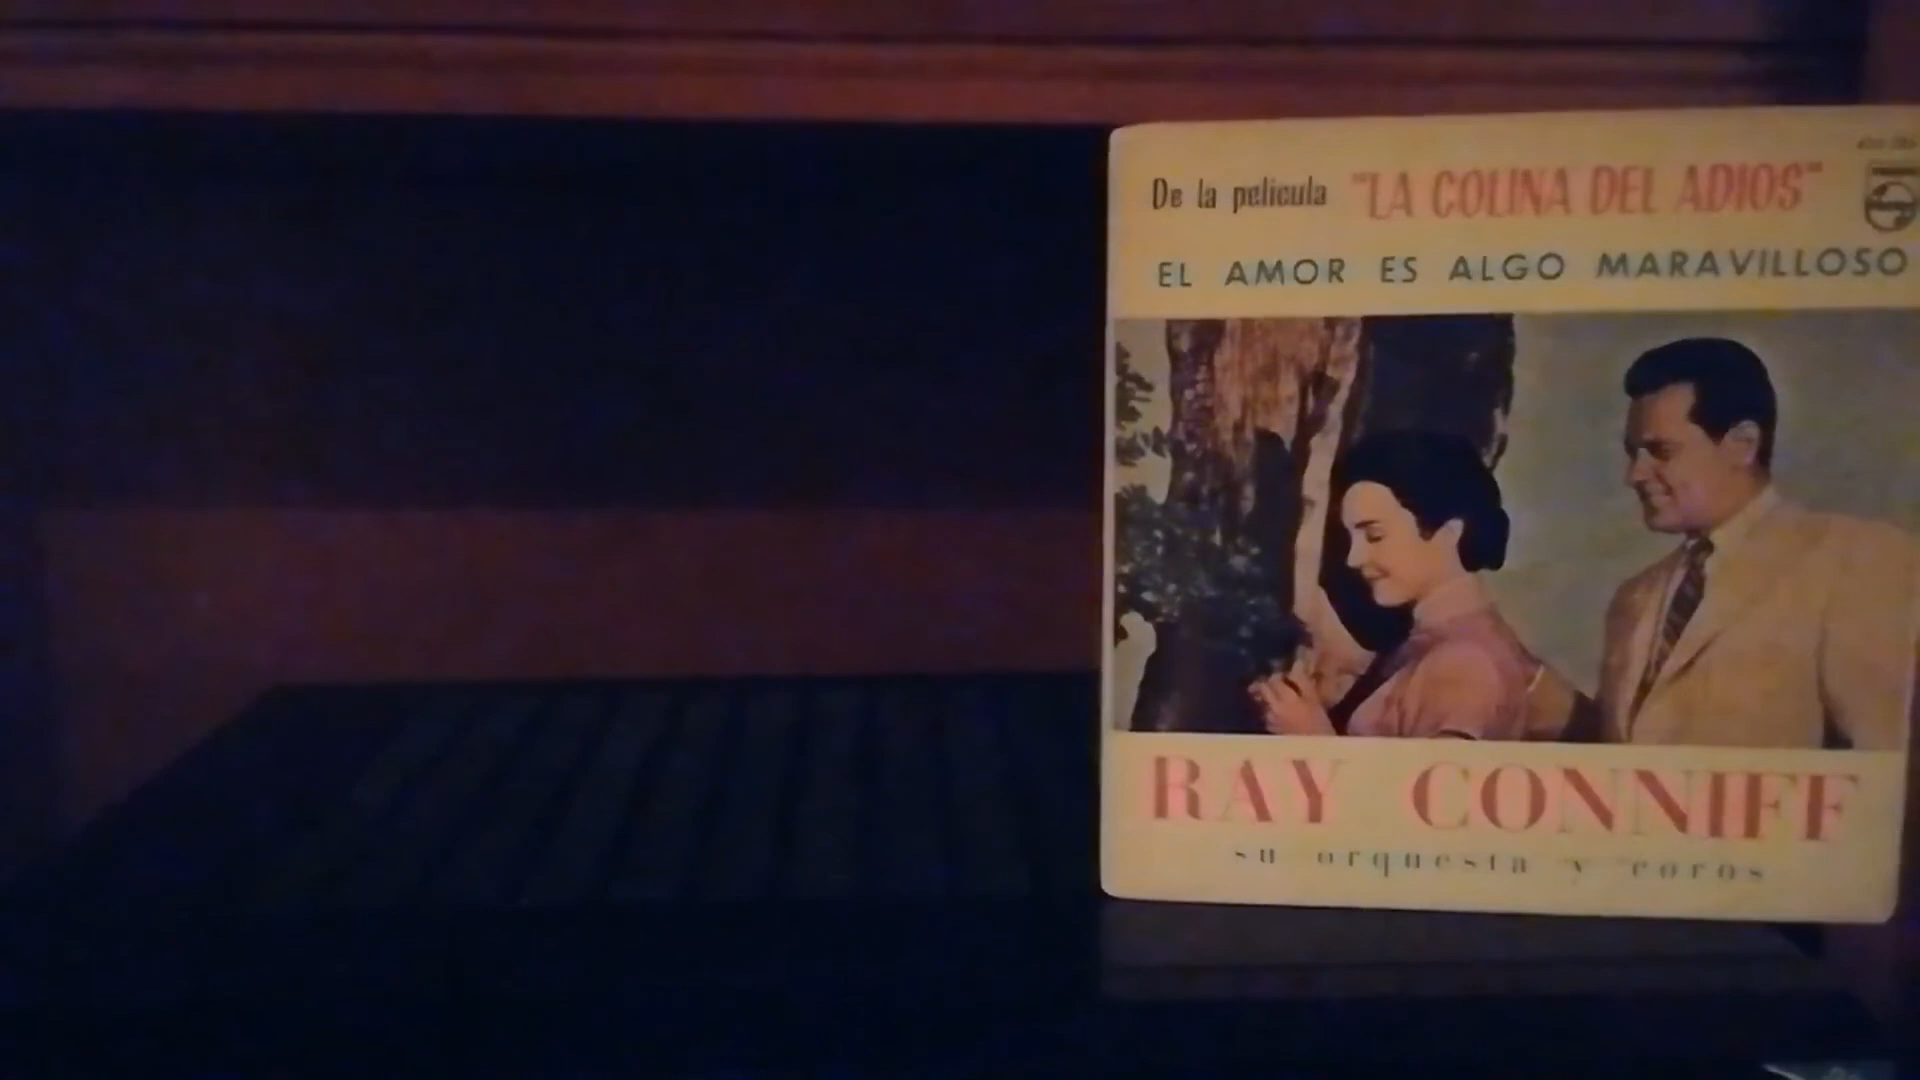 De la pelicula "LA COLINA DEL ADIOS"
EL AMOR ES ALGO MARAVILLOSO
RAY CONNIFF
su orquesta y coros